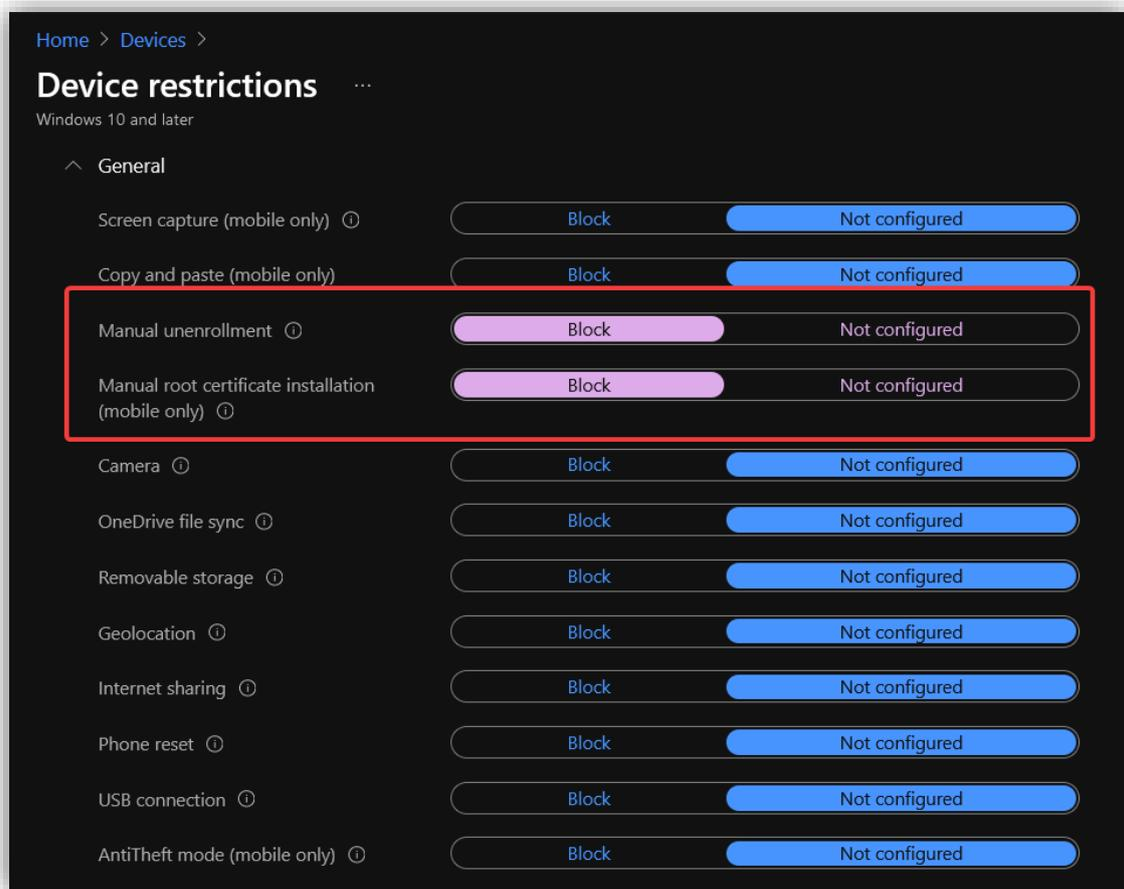 Home > Devices >
Device restrictions ...
Windows 10 and later
General
Screen capture (mobile only) Block Not configured
Copy and paste (mobile only) Block Not configured
Manual unenrollment Block Not configured
Manual root certificate installation
(mobile only) Block Not configured
Camera Block Not configured
OneDrive file sync Block Not configured
Removable storage Block Not configured
Geolocation Block Not configured
Internet sharing Block Not configured
Phone reset Block Not configured
USB connection Block Not configured
AntiTheft mode (mobile only) Block Not configured